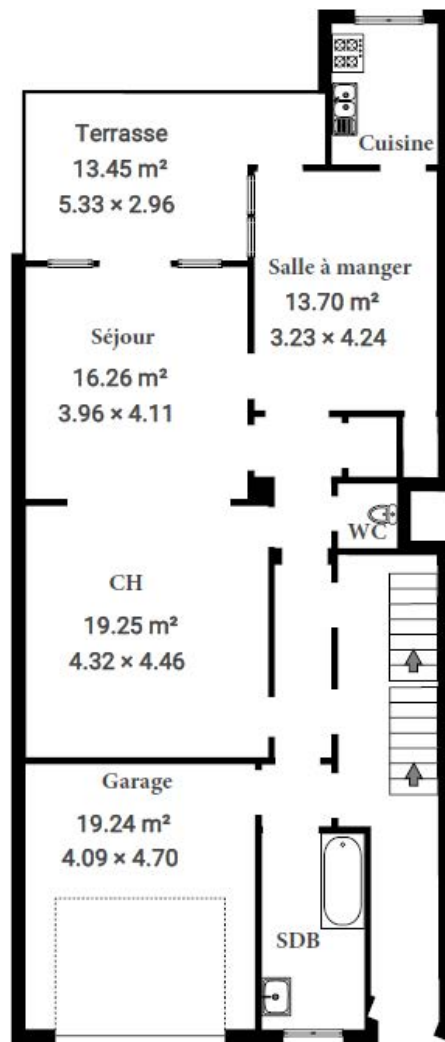 Cuisine
Terrasse
13.45 m²
5.33 × 2.96
Salle à manger
13.70 m²
3.23 × 4.24
Séjour
16.26 m²
3.96 × 4.11
WC
CH
19.25 m²
4.32 × 4.46
Garage
19.24 m²
4.09 × 4.70
SDB